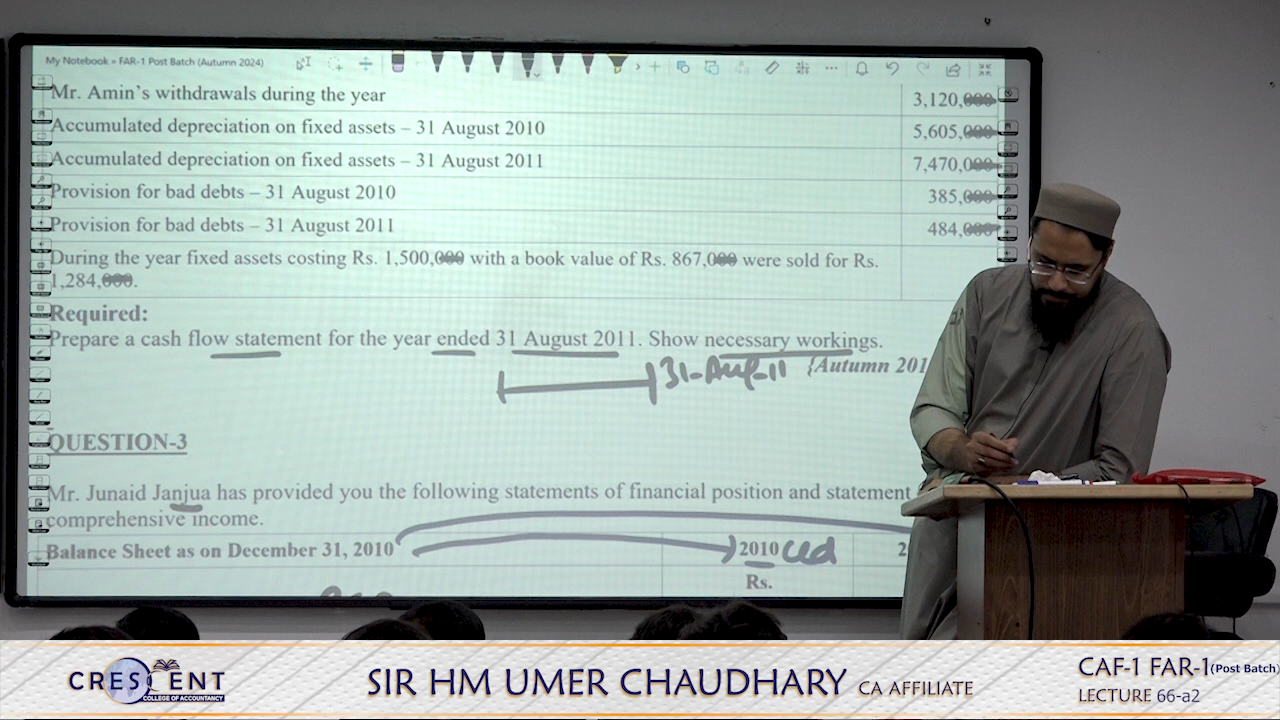 My Notebook » FAR-1 Post Batch (Autumn 2024)
Mr. Amin's withdrawals during the year 3,120,000
Accumulated depreciation on fixed assets – 31 August 2010 5,605,000
Accumulated depreciation on fixed assets – 31 August 2011 7,470,000
Provision for bad debts – 31 August 2010 385,000
Provision for bad debts – 31 August 2011 484,000
During the year fixed assets costing Rs. 1,500,000 with a book value of Rs. 867,000 were sold for Rs.
1,284,000.
Required:
Prepare a cash flow statement for the year ended 31 August 2011. Show necessary workings.
31-Aug-11 {Autumn 201
QUESTION-3
Mr. Junaid Janjua has provided you the following statements of financial position and statement
comprehensive income.
Balance Sheet as on December 31, 2010 2010 2
Rs.
CRESCENT
COLLEGE OF ACCOUNTANCY
SIR HM UMER CHAUDHARY CA AFFILIATE
CAF-1 FAR-1 (Post Batch)
LECTURE 66-a2